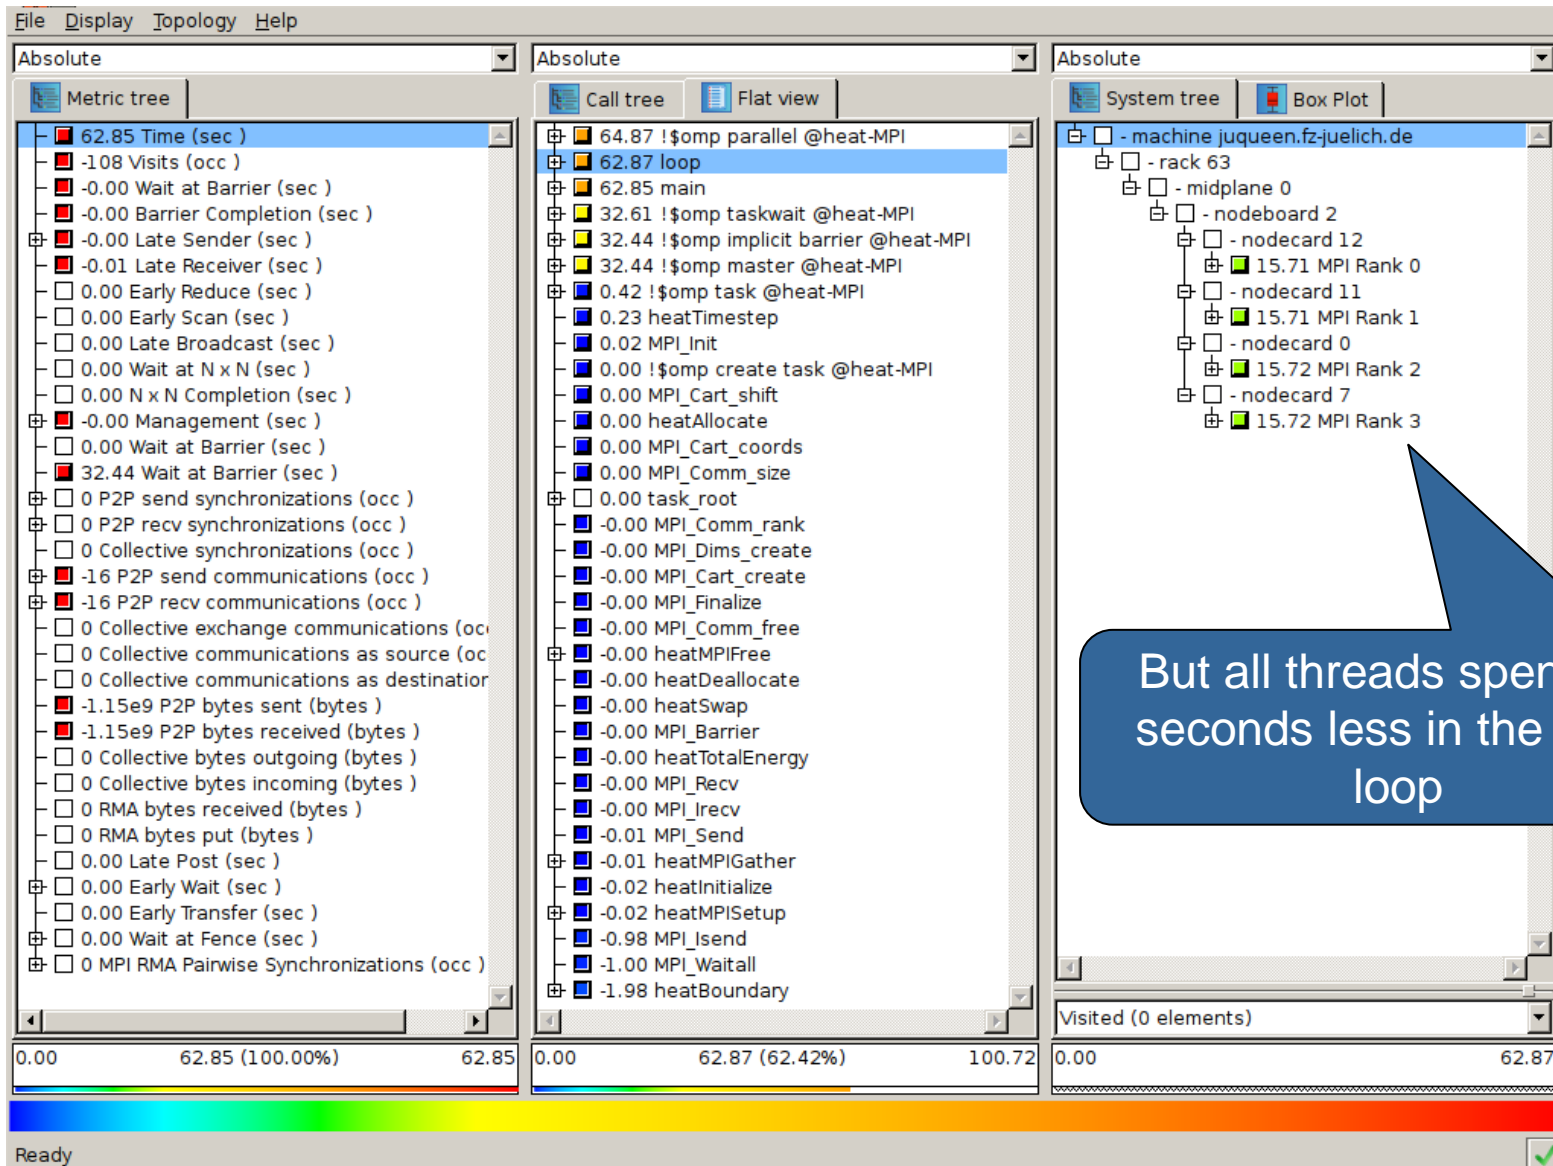 File Display Topology Help
Absolute
Absolute
Absolute
Metric tree
Call tree
Flat view
System tree
Box Plot
62.85 Time (sec )
-108 Visits (occ )
-0.00 Wait at Barrier (sec )
-0.00 Barrier Completion (sec )
-0.00 Late Sender (sec )
-0.01 Late Receiver (sec )
0.00 Early Reduce (sec )
0.00 Early Scan (sec )
0.00 Late Broadcast (sec )
0.00 Wait at N x N (sec )
0.00 N x N Completion (sec )
-0.00 Management (sec )
0.00 Wait at Barrier (sec )
32.44 Wait at Barrier (sec )
0 P2P send synchronizations (occ )
0 P2P recv synchronizations (occ )
0 Collective synchronizations (occ )
-16 P2P send communications (occ )
-16 P2P recv communications (occ )
0 Collective exchange communications (oc
0 Collective communications as source (oc
0 Collective communications as destination
-1.15e9 P2P bytes sent (bytes )
-1.15e9 P2P bytes received (bytes )
0 Collective bytes outgoing (bytes )
0 Collective bytes incoming (bytes )
0 RMA bytes received (bytes )
0 RMA bytes put (bytes )
0.00 Late Post (sec )
0.00 Early Wait (sec )
0.00 Early Transfer (sec )
0.00 Wait at Fence (sec )
0 MPI RMA Pairwise Synchronizations (occ )
0.00 62.85 (100.00%) 62.85
64.87 !$omp parallel @heat-MPI
62.87 loop
62.85 main
32.61 !$omp taskwait @heat-MPI
32.44 !$omp implicit barrier @heat-MPI
32.44 !$omp master @heat-MPI
0.42 !$omp task @heat-MPI
0.23 heatTimestep
0.02 MPI_Init
0.00 !$omp create task @heat-MPI
0.00 MPI_Cart_shift
0.00 heatAllocate
0.00 MPI_Cart_coords
0.00 MPI_Comm_size
0.00 task_root
-0.00 MPI_Comm_rank
-0.00 MPI_Dims_create
-0.00 MPI_Cart_create
-0.00 MPI_Finalize
-0.00 MPI_Comm_free
-0.00 heatMPIFree
-0.00 heatDeallocate
-0.00 heatSwap
-0.00 MPI_Barrier
-0.00 heatTotalEnergy
-0.00 MPI_Recv
-0.00 MPI_Irecv
-0.01 MPI_Send
-0.01 heatMPIGather
-0.02 heatInitialize
-0.02 heatMPISetup
-0.98 MPI_Isend
-1.00 MPI_Waitall
-1.98 heatBoundary
0.00 62.87 (62.42%) 100.72
- machine juqueen.fz-juelich.de
- rack 63
- midplane 0
- nodeboard 2
- nodecard 12
15.71 MPI Rank 0
- nodecard 11
15.71 MPI Rank 1
- nodecard 0
15.72 MPI Rank 2
- nodecard 7
15.72 MPI Rank 3
But all threads spen
seconds less in the
loop
Visited (0 elements)
0.00 62.87
Ready